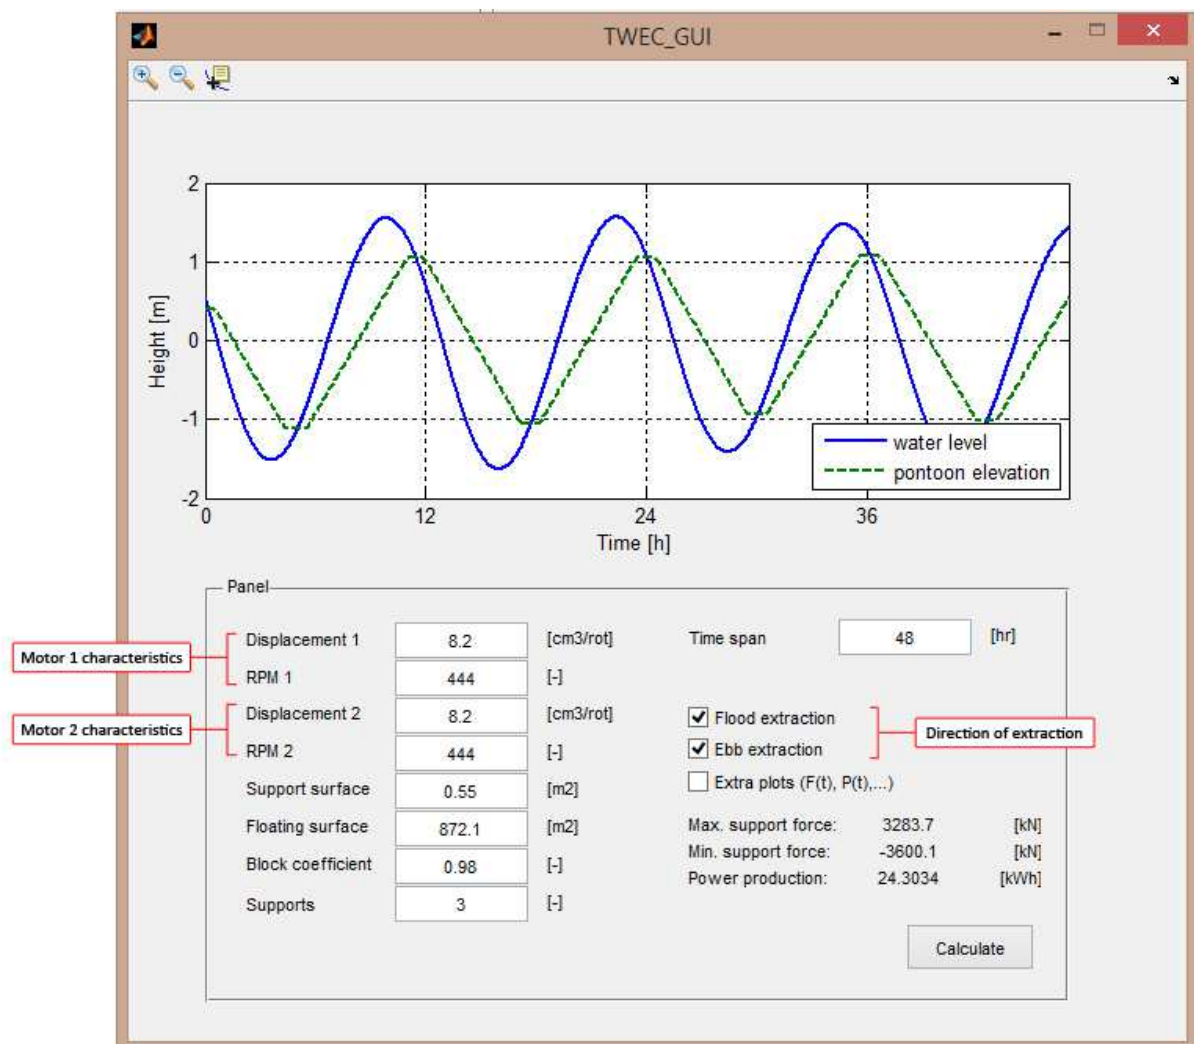 TWEC_GUI
2
1
0
-1
-2
Height [m]
water level
pontoon elevation
0 12 24 36
Time [h]
Panel
Motor 1 characteristics
Displacement 1 8.2 [cm3/rot]
RPM 1 444 [-]
Motor 2 characteristics
Displacement 2 8.2 [cm3/rot]
RPM 2 444 [-]
Support surface 0.55 [m2]
Floating surface 872.1 [m2]
Block coefficient 0.98 [-]
Supports 3 [-]
Time span 48 [hr]
Flood extraction
Ebb extraction
Direction of extraction
Extra plots (F(t), P(t),...)
Max. support force: 3283.7 [kN]
Min. support force: -3600.1 [kN]
Power production: 24.3034 [kWh]
Calculate